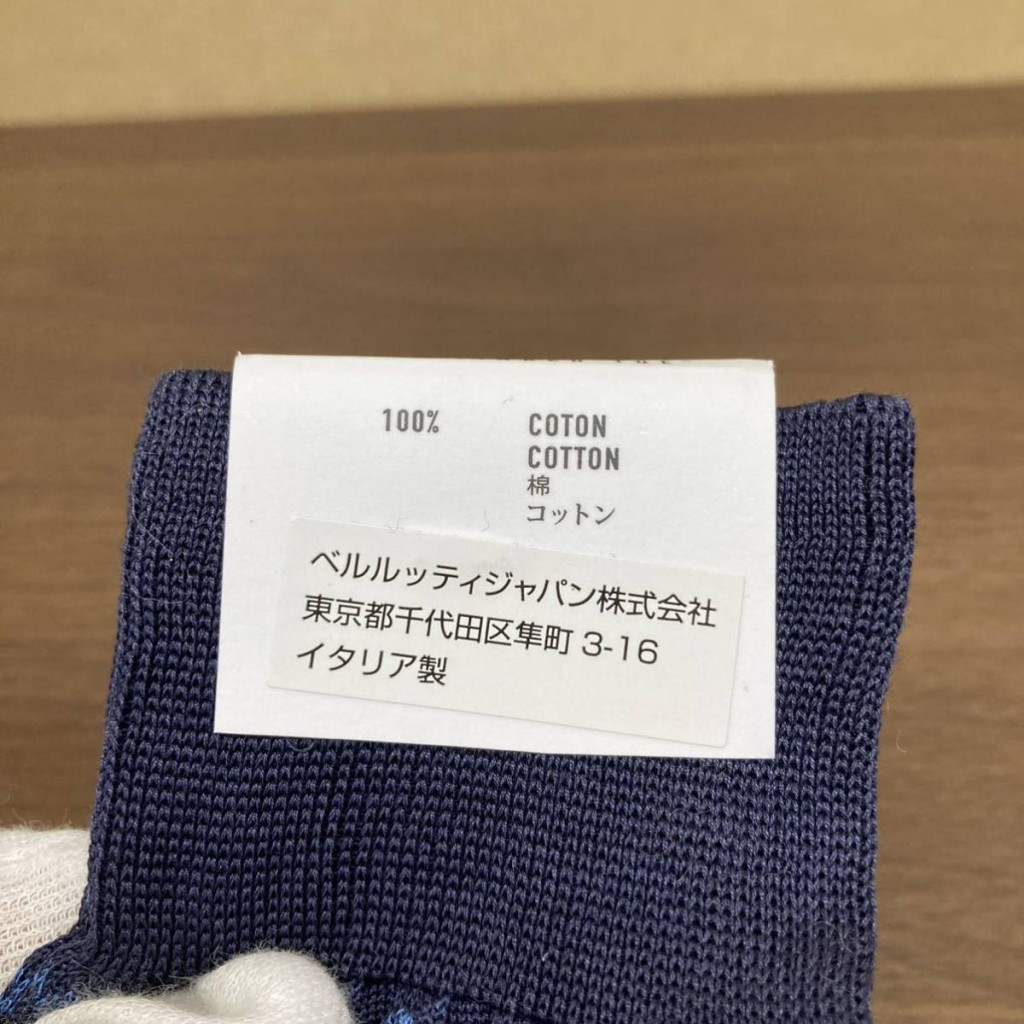 100% COTON
COTTON
棉
コットン
ベルルッティジャパン株式会社
東京都千代田区隼町 3-16
イタリア製